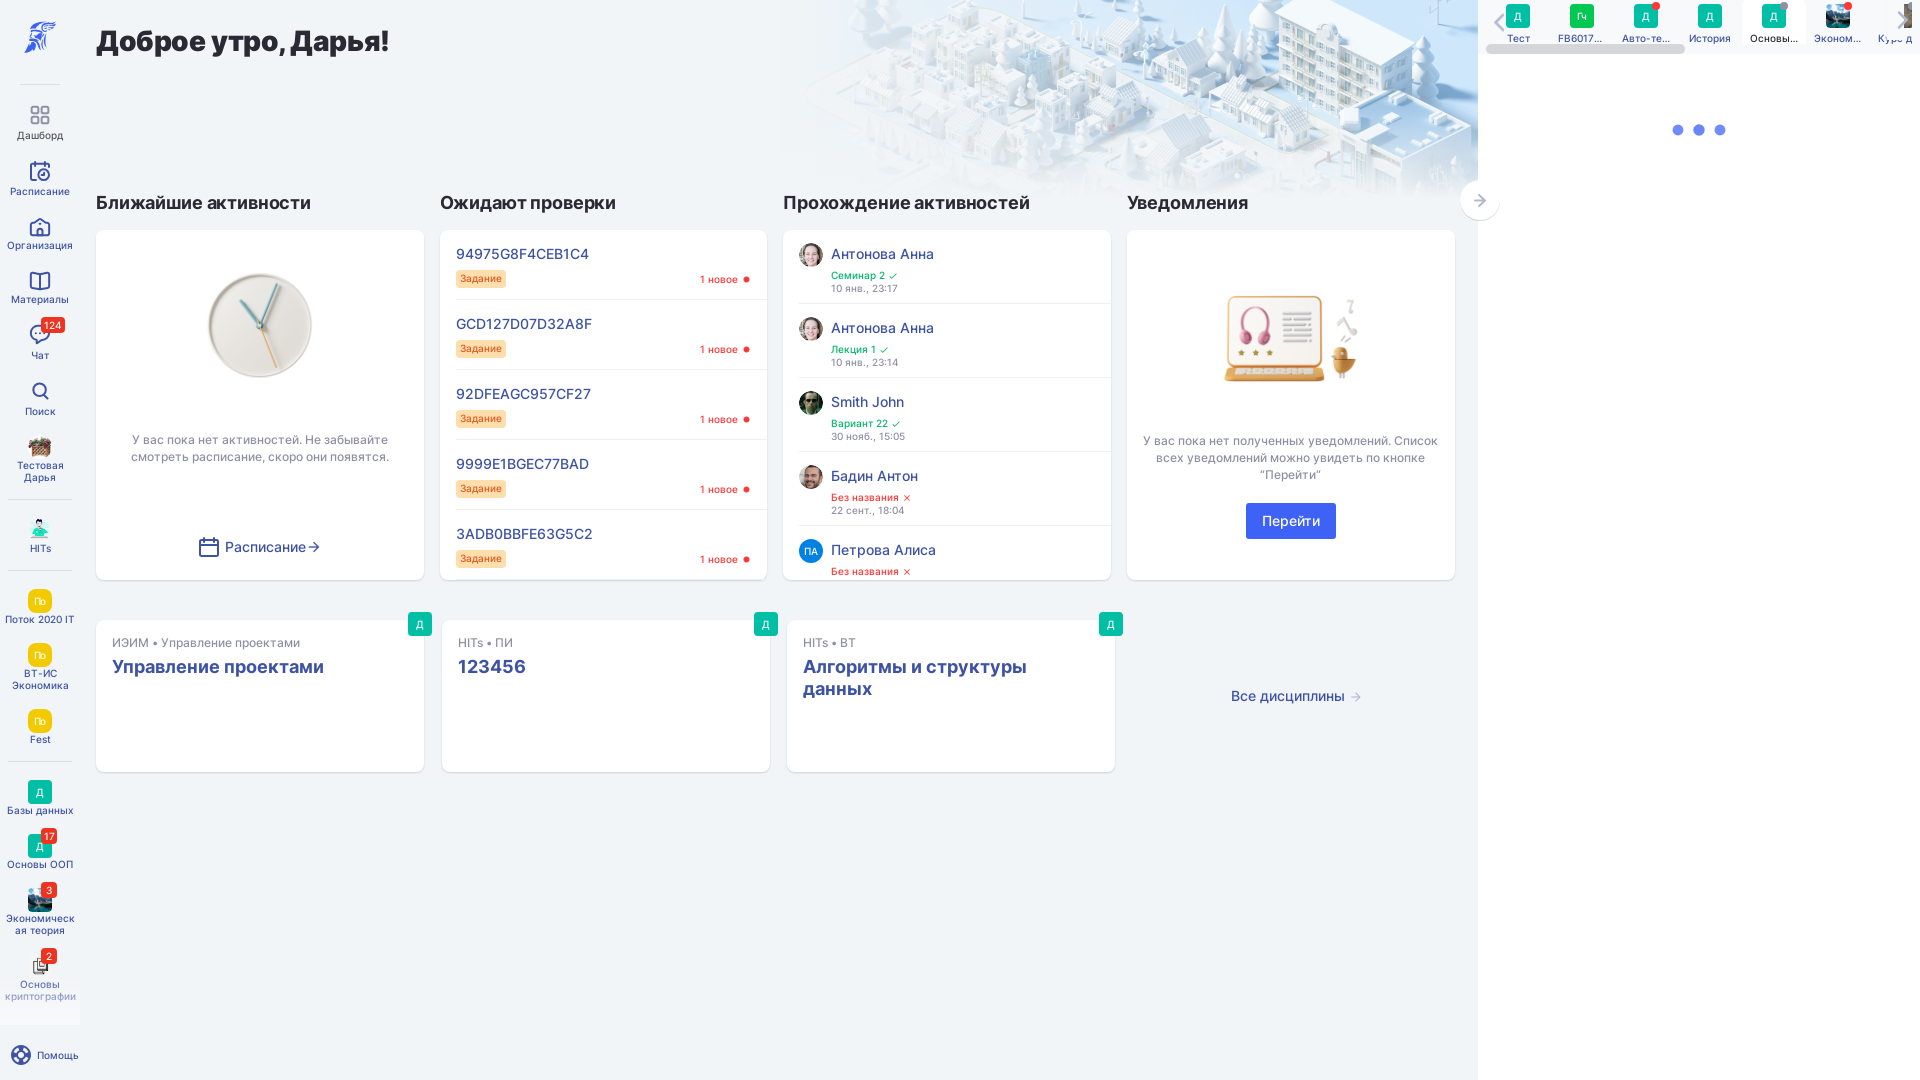 Доброе утро, Дарья!
Дашборд
Расписание
Организация
Материалы
124
Чат
Поиск
Тестовая
Дарья
HITs
По
Поток 2020 IT
По
ВТ-ИС
Экономика
По
Fest
Д
Базы данных
17
Д
Основы ООП
3
Экономическ
ая теория
2
Основы
криптографии
Помощь
Ближайшие активности
У вас пока нет активностей. Не забывайте
смотреть расписание, скоро они появятся.
Расписание
Ожидают проверки
94975G8F4CEB1C4
Задание
1 новое
GCD127D07D32A8F
Задание
1 новое
92DFEAGC957CF27
Задание
1 новое
9999E1BGEC77BAD
Задание
1 новое
3ADB0BBFE63G5C2
Задание
1 новое
Прохождение активностей
Антонова Анна
Семинар 2
10 янв., 23:17
Антонова Анна
Лекция 1
10 янв., 23:14
Smith John
Вариант 22
30 нояб., 15:05
Бадин Антон
Без названия
22 сент., 18:04
ПА
Петрова Алиса
Без названия
Уведомления
У вас пока нет полученных уведомлений. Список
всех уведомлений можно увидеть по кнопке
“Перейти”
Перейти
Д
ИЭИМ • Управление проектами
Управление проектами
Д
HITs • ПИ
123456
Д
HITs • ВТ
Алгоритмы и структуры
данных
Все дисциплины
Д
Тест
Гч
FB6017...
Д
Авто-те...
Д
История
Д
Основы...
Эконом...